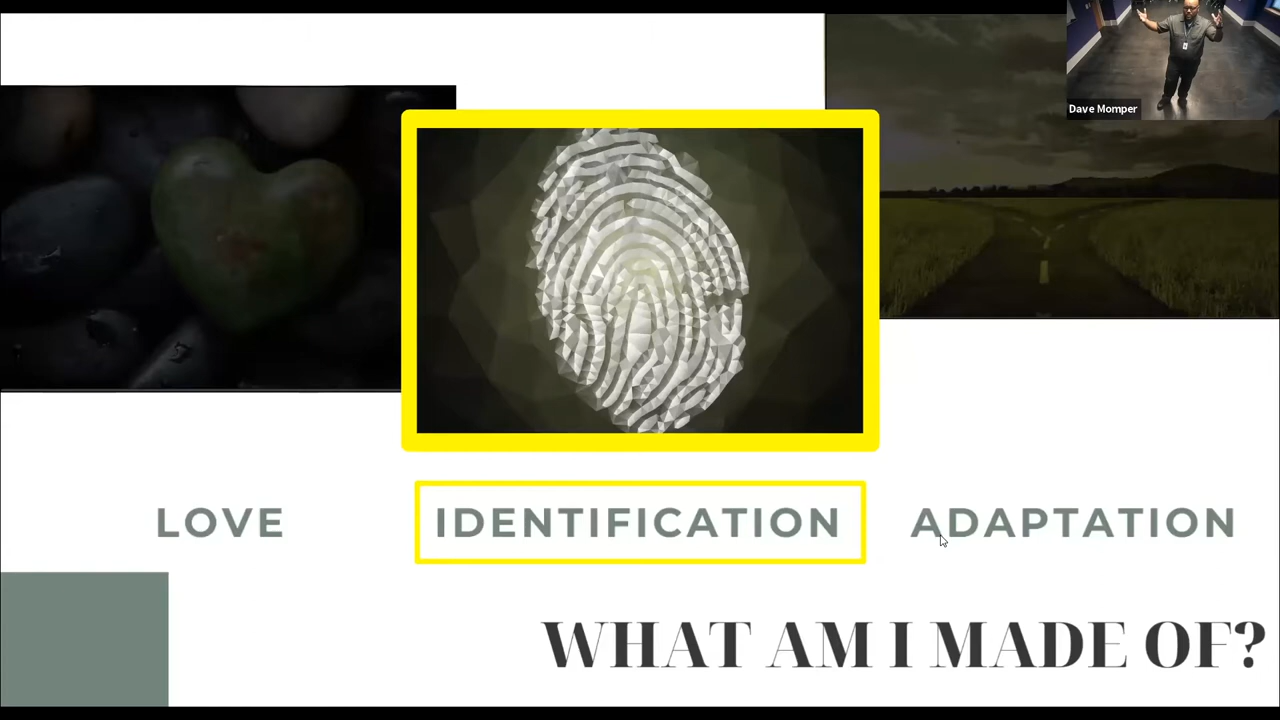 Dave Momper
LOVE
IDENTIFICATION
ADAPTATION
WHAT AM I MADE OF?